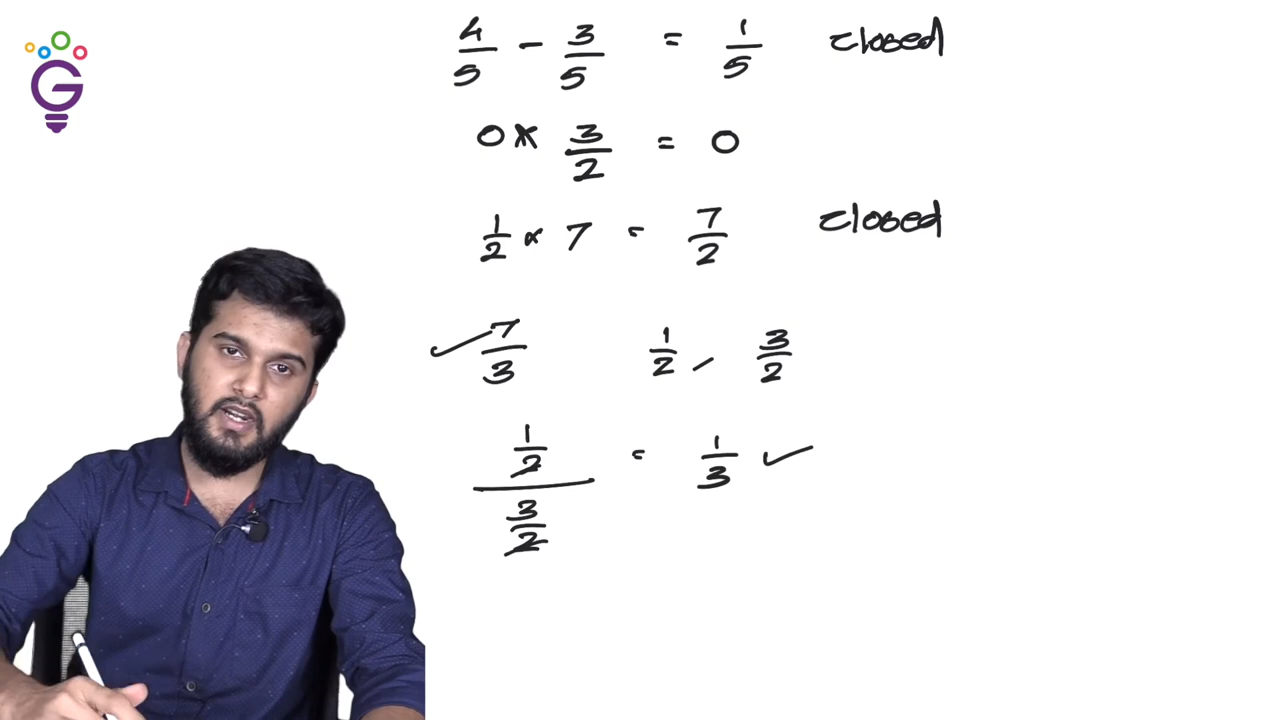 G
4/5 - 3/5 = 1/5 closed
0 * 3/2 = 0
1/2 × 7 = 7/2 closed
✓ 7/3 1/2 , 3/2
(1/2)/(3/2) = 1/3 ✓